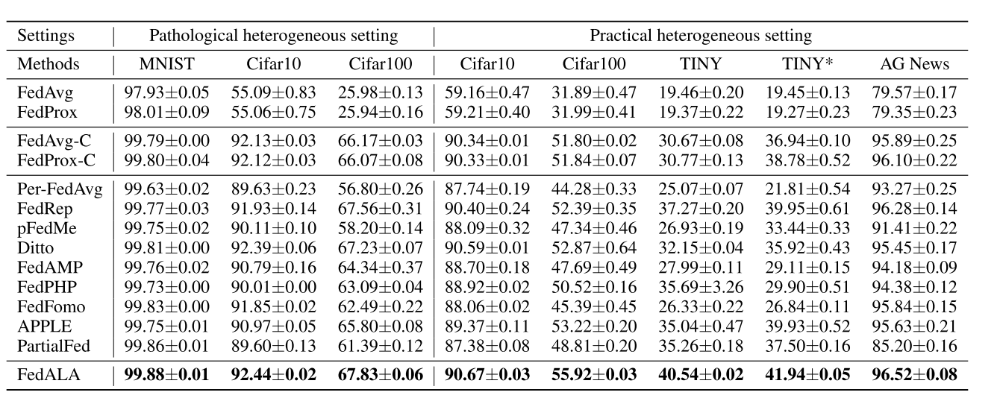 Settings Pathological heterogeneous setting Practical heterogeneous setting
Methods MNIST Cifar10 Cifar100 Cifar10 Cifar100 TINY TINY* AG News
FedAvg 97.93±0.05 55.09±0.83 25.98±0.13 59.16±0.47 31.89±0.47 19.46±0.20 19.45±0.13 79.57±0.17
FedProx 98.01±0.09 55.06±0.75 25.94±0.16 59.21±0.40 31.99±0.41 19.37±0.22 19.27±0.23 79.35±0.23
FedAvg-C 99.79±0.00 92.13±0.03 66.17±0.03 90.34±0.01 51.80±0.02 30.67±0.08 36.94±0.10 95.89±0.25
FedProx-C 99.80±0.04 92.12±0.03 66.07±0.08 90.33±0.01 51.84±0.07 30.77±0.13 38.78±0.52 96.10±0.22
Per-FedAvg 99.63±0.02 89.63±0.23 56.80±0.26 87.74±0.19 44.28±0.33 25.07±0.07 21.81±0.54 93.27±0.25
FedRep 99.77±0.03 91.93±0.14 67.56±0.31 90.40±0.24 52.39±0.35 37.27±0.20 39.95±0.61 96.28±0.14
pFedMe 99.75±0.02 90.11±0.10 58.20±0.14 88.09±0.32 47.34±0.46 26.93±0.19 33.44±0.33 91.41±0.22
Ditto 99.81±0.00 92.39±0.06 67.23±0.07 90.59±0.01 52.87±0.64 32.15±0.04 35.92±0.43 95.45±0.17
FedAMP 99.76±0.02 90.79±0.16 64.34±0.37 88.70±0.18 47.69±0.49 27.99±0.11 29.11±0.15 94.18±0.09
FedPHP 99.73±0.00 90.01±0.00 63.09±0.04 88.92±0.02 50.52±0.16 35.69±3.26 29.90±0.51 94.38±0.12
FedFomo 99.83±0.00 91.85±0.02 62.49±0.22 88.06±0.02 45.39±0.45 26.33±0.22 26.84±0.11 95.84±0.15
APPLE 99.75±0.01 90.97±0.05 65.80±0.08 89.37±0.11 53.22±0.20 35.04±0.47 39.93±0.52 95.63±0.21
PartialFed 99.86±0.01 89.60±0.13 61.39±0.12 87.38±0.08 48.81±0.20 35.26±0.18 37.50±0.16 85.20±0.16
FedALA 99.88±0.01 92.44±0.02 67.83±0.06 90.67±0.03 55.92±0.03 40.54±0.02 41.94±0.05 96.52±0.08